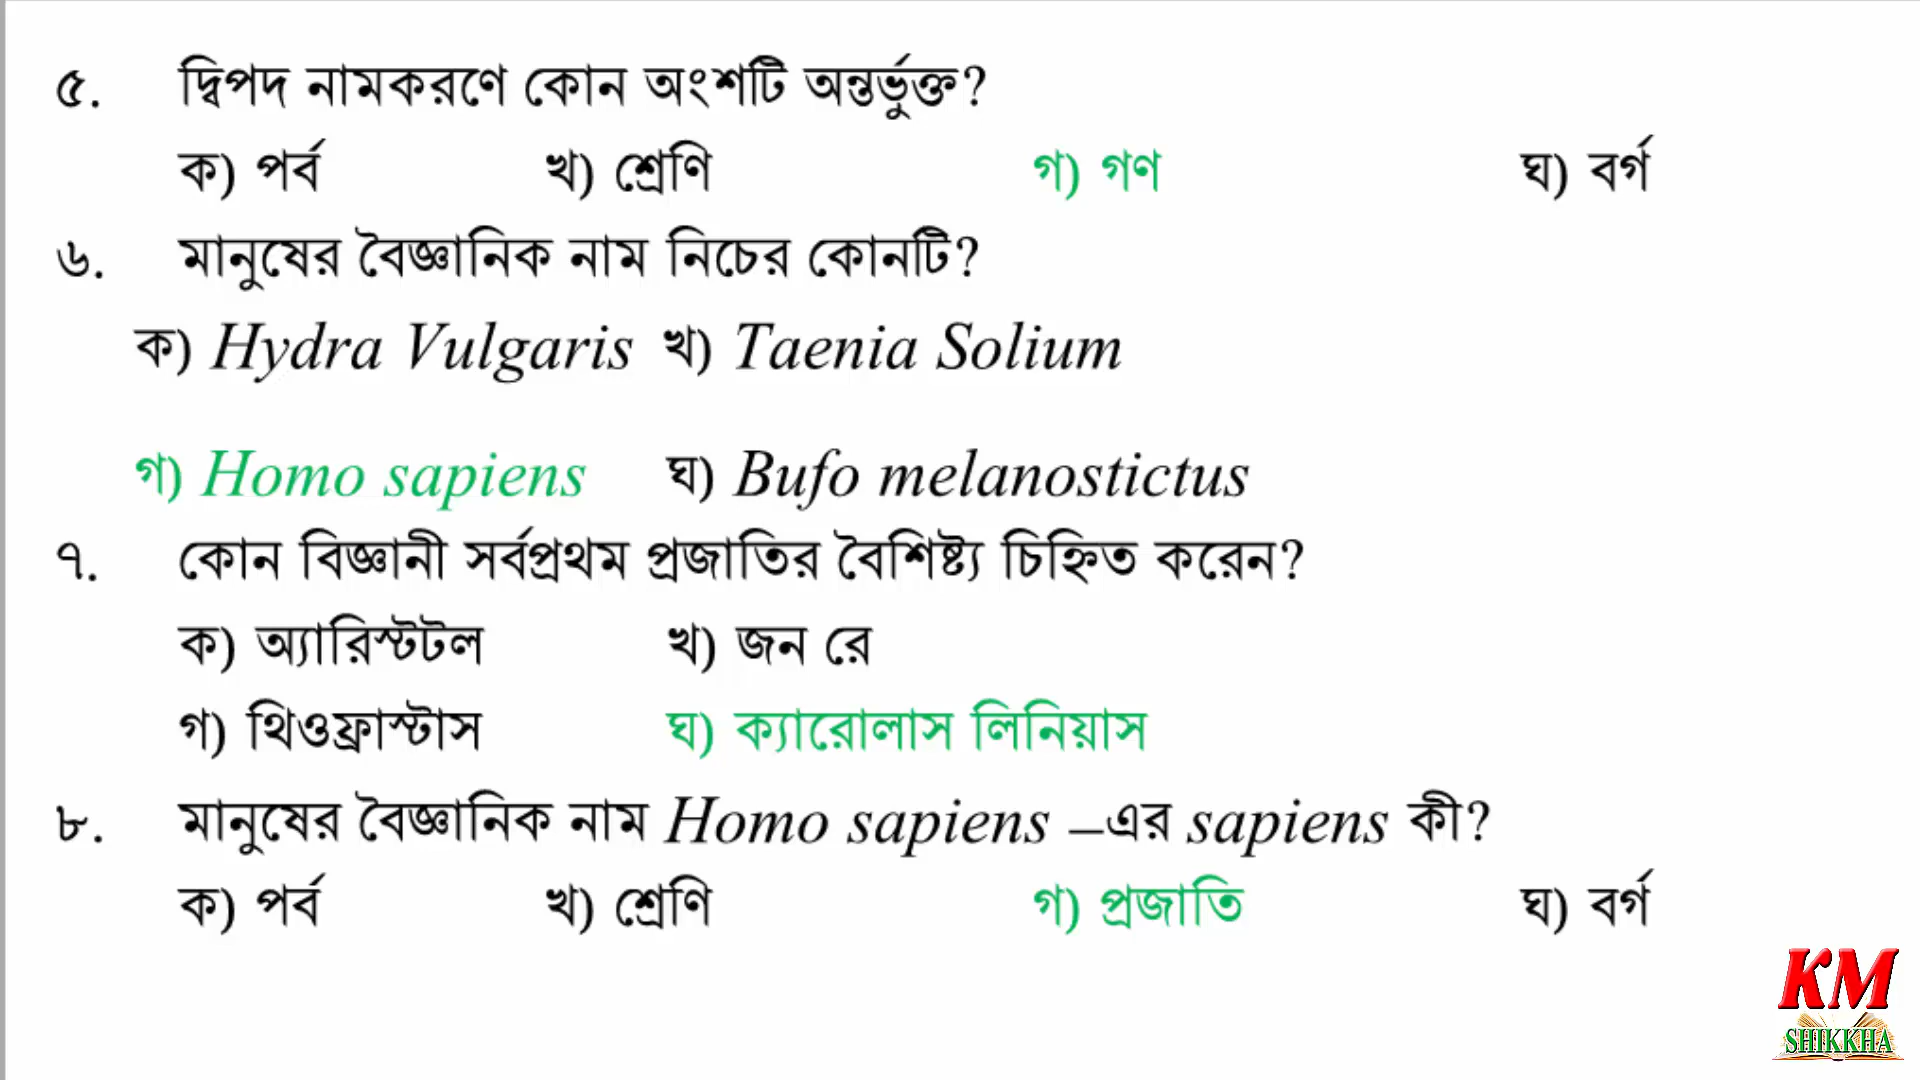 ৫. দ্বিপদ নামকরণে কোন অংশটি অন্তর্ভুক্ত?
ক) পর্ব খ) শ্রেণি গ) গণ ঘ) বর্গ
৬. মানুষের বৈজ্ঞানিক নাম নিচের কোনটি?
ক) Hydra Vulgaris খ) Taenia Solium
গ) Homo sapiens ঘ) Bufo melanostictus
৭. কোন বিজ্ঞানী সর্বপ্রথম প্রজাতির বৈশিষ্ট্য চিহ্নিত করেন?
ক) অ্যারিস্টটল খ) জন রে
গ) থিওফ্রাস্টাস ঘ) ক্যারোলাস লিনিয়াস
৮. মানুষের বৈজ্ঞানিক নাম Homo sapiens –এর sapiens কী?
ক) পর্ব খ) শ্রেণি গ) প্রজাতি ঘ) বর্গ
KM
SHIKKHA